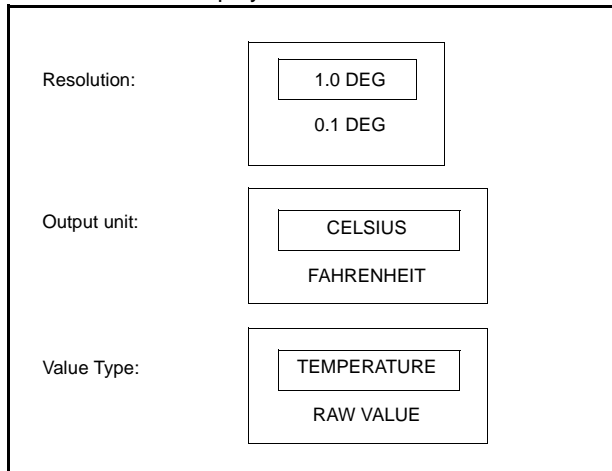 Resolution:
1.0 DEG
0.1 DEG
Output unit:
CELSIUS
FAHRENHEIT
Value Type:
TEMPERATURE
RAW VALUE